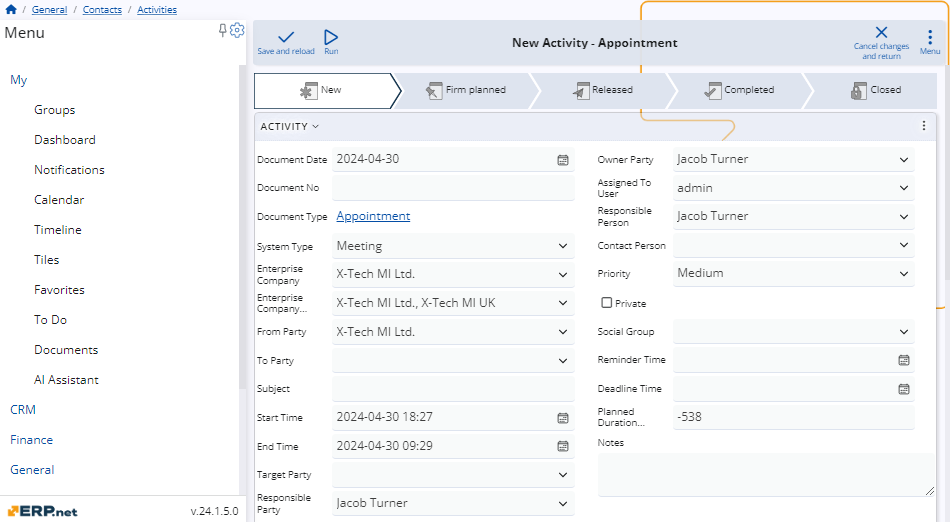 / General / Contacts / Activities
Menu
My
Groups
Dashboard
Notifications
Calendar
Timeline
Tiles
Favorites
To Do
Documents
AI Assistant
CRM
Finance
General
ERP.net
v.24.1.5.0
Save and reload
Run
New Activity - Appointment
Cancel changes
and return
Menu
New
Firm planned
Released
Completed
Closed
ACTIVITY
Document Date 2024-04-30
Document No
Document Type Appointment
System Type Meeting
Enterprise
Company
X-Tech MI Ltd.
Enterprise
Company...
X-Tech MI Ltd., X-Tech MI UK
From Party X-Tech MI Ltd.
To Party
Subject
Start Time 2024-04-30 18:27
End Time 2024-04-30 09:29
Target Party
Responsible
Party
Jacob Turner
Owner Party Jacob Turner
Assigned To
User
admin
Responsible
Person
Jacob Turner
Contact Person
Priority Medium
Private
Social Group
Reminder Time
Deadline Time
Planned
Duration...
-538
Notes